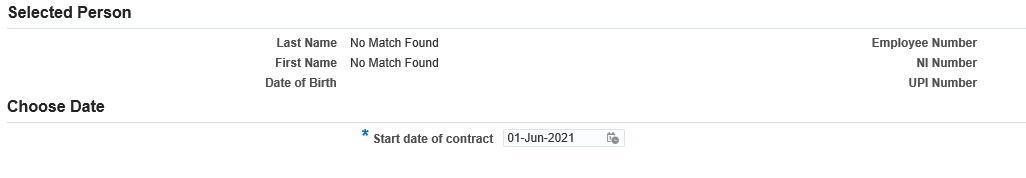 Selected Person
Last Name No Match Found Employee Number
First Name No Match Found NI Number
Date of Birth UPI Number
Choose Date
* Start date of contract 01-Jun-2021